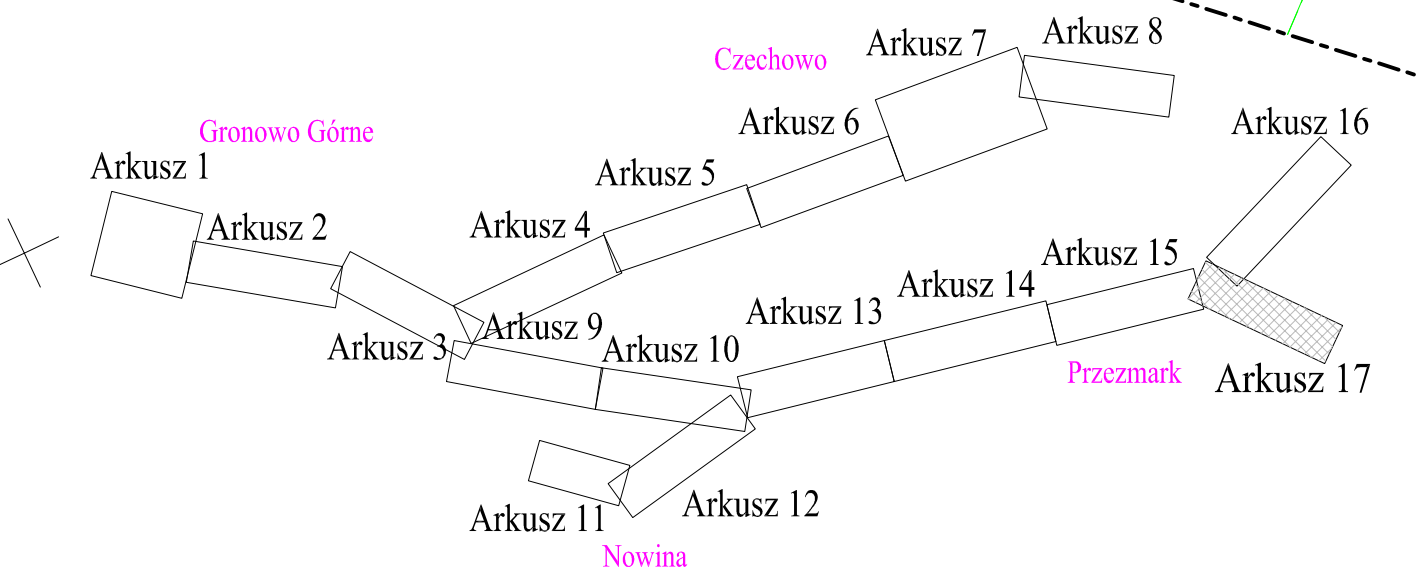 Arkusz 8
Arkusz 7
Czechowo
Arkusz 6
Arkusz 16
Gronowo Górne
Arkusz 1
Arkusz 5
Arkusz 2
Arkusz 4
Arkusz 15
Arkusz 14
Arkusz 13
Arkusz 9
Arkusz 3
Arkusz 10
Przezmark
Arkusz 17
Arkusz 12
Arkusz 11
Nowina